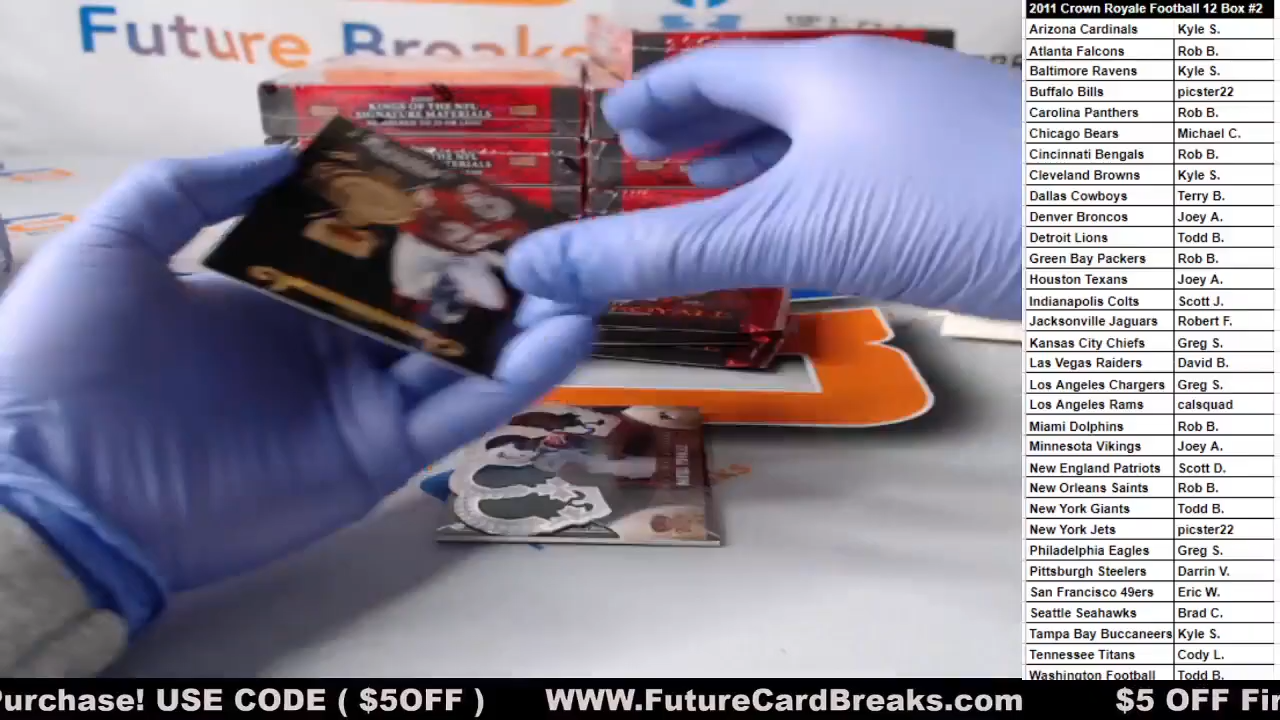 Future Breaks
KINGS OF THE NFL
SIGNATURE MATERIALS
2011 Crown Royale Football 12 Box #2
Arizona Cardinals Kyle S.
Atlanta Falcons Rob B.
Baltimore Ravens Kyle S.
Buffalo Bills picster22
Carolina Panthers Rob B.
Chicago Bears Michael C.
Cincinnati Bengals Rob B.
Cleveland Browns Kyle S.
Dallas Cowboys Terry B.
Denver Broncos Joey A.
Detroit Lions Todd B.
Green Bay Packers Rob B.
Houston Texans Joey A.
Indianapolis Colts Scott J.
Jacksonville Jaguars Robert F.
Kansas City Chiefs Greg S.
Las Vegas Raiders David B.
Los Angeles Chargers Greg S.
Los Angeles Rams calsquad
Miami Dolphins Rob B.
Minnesota Vikings Joey A.
New England Patriots Scott D.
New Orleans Saints Rob B.
New York Giants Todd B.
New York Jets picster22
Philadelphia Eagles Greg S.
Pittsburgh Steelers Darrin V.
San Francisco 49ers Eric W.
Seattle Seahawks Brad C.
Tampa Bay Buccaneers Kyle S.
Tennessee Titans Cody L.
Washington Football Todd B.
Purchase! USE CODE ( $5OFF ) WWW.FutureCardBreaks.com $5 OFF Fir